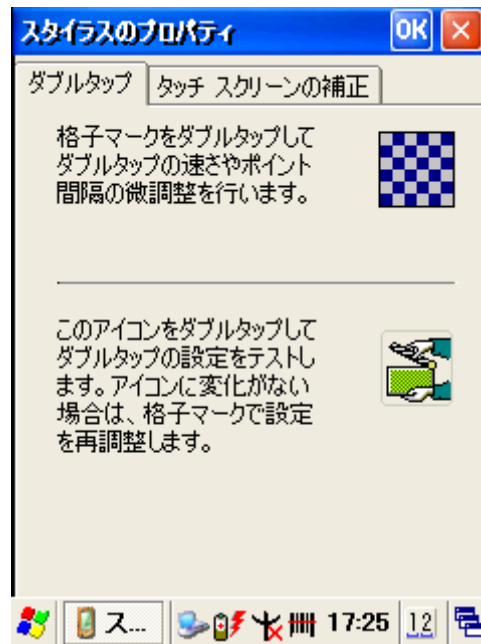 スタイラスのプロパティ OK
ダブルタップ タッチ スクリーンの補正
格子マークをダブルタップして
ダブルタップの速さやポイント
間隔の微調整を行います。
このアイコンをダブルタップして
ダブルタップの設定をテストし
ます。アイコンに変化がない
場合は、格子マークで設定
を再調整します。
ス... 17:25 12